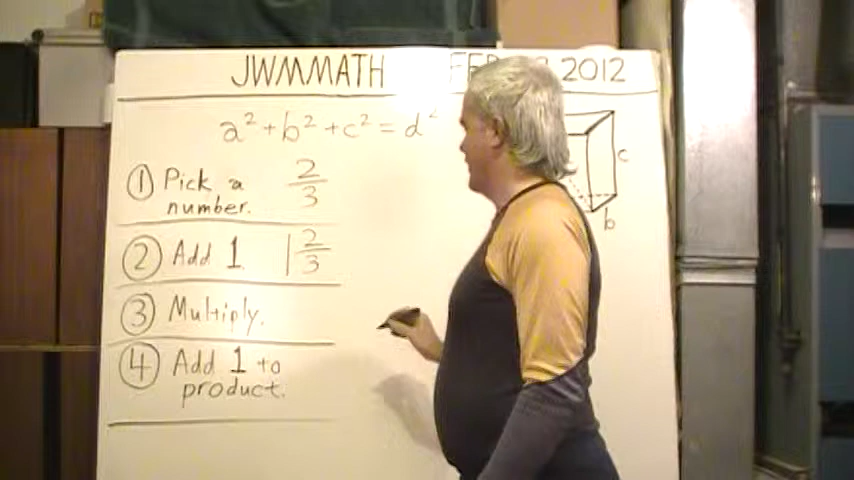 JWMMATH 2012
a² + b² + c² = d²
c
b
① Pick a 2/3
number.
② Add 1. 1 2/3
③ Multiply.
④ Add 1 to
product.